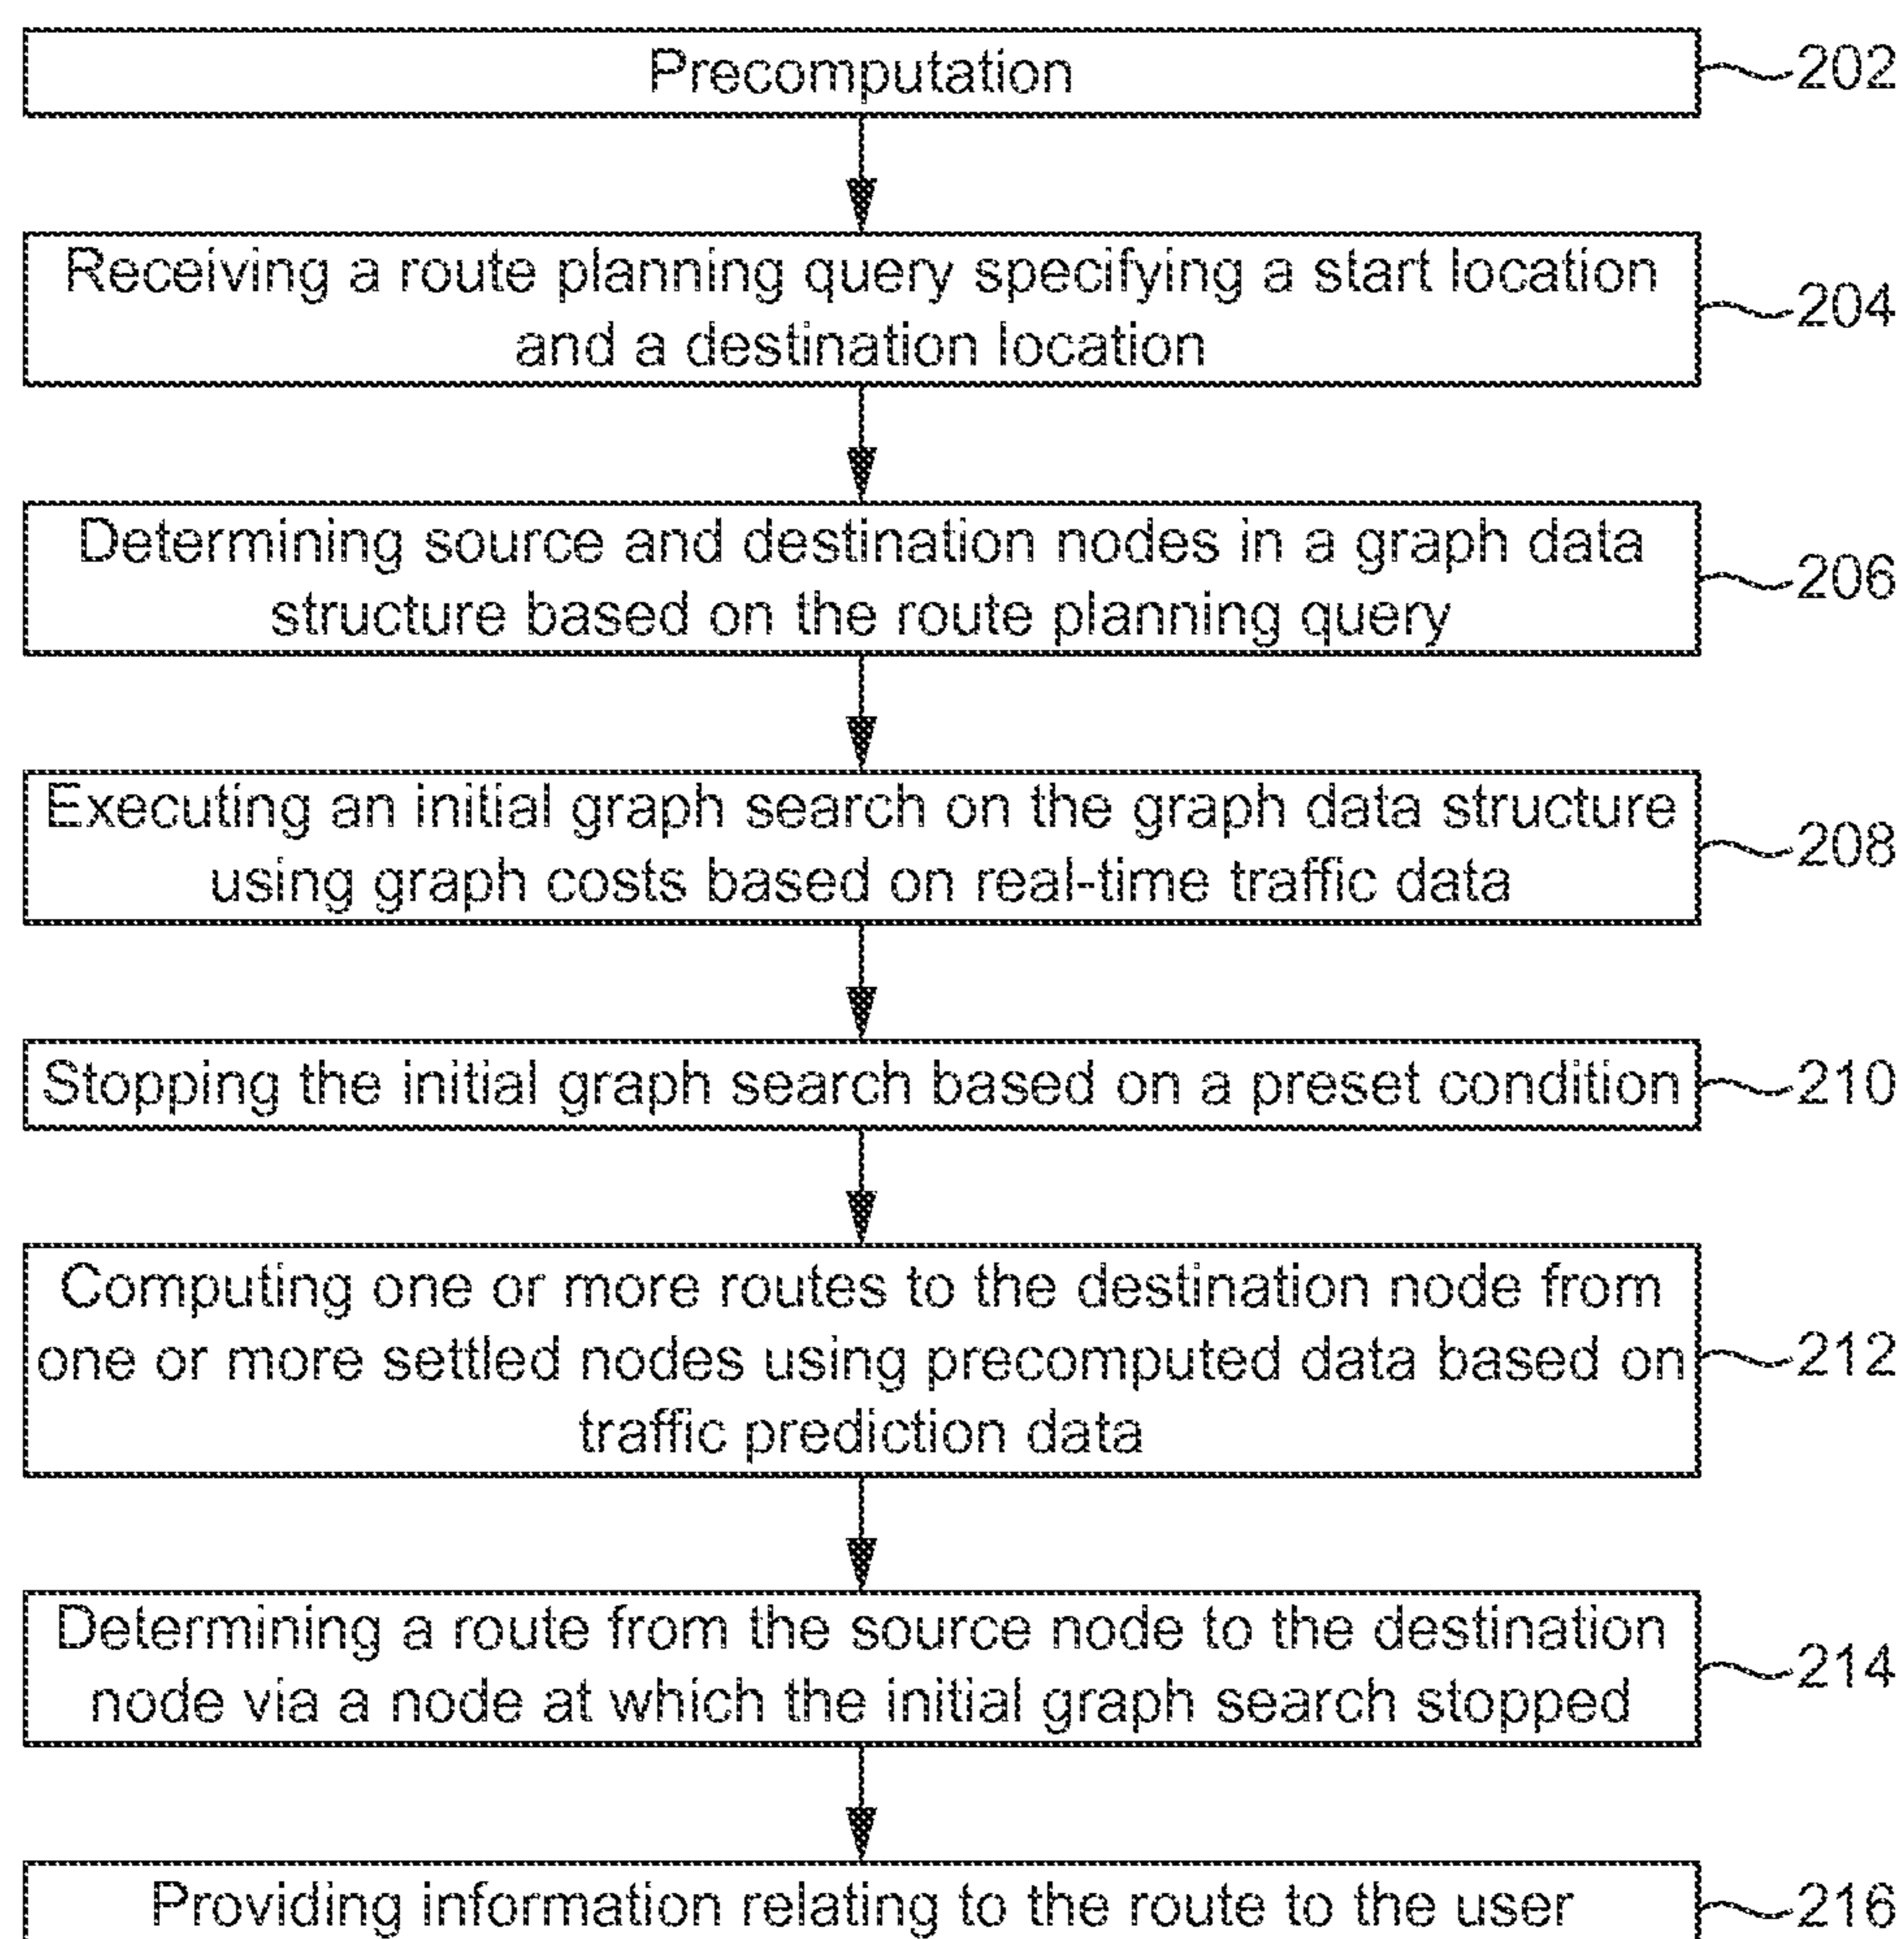 Precomputation
202
Receiving a route planning query specifying a start location
and a destination location
204
Determining source and destination nodes in a graph data
structure based on the route planning query
206
Executing an initial graph search on the graph data structure
using graph costs based on real-time traffic data
208
Stopping the initial graph search based on a preset condition
210
Computing one or more routes to the destination node from
one or more settled nodes using precomputed data based on
traffic prediction data
212
Determining a route from the source node to the destination
node via a node at which the initial graph search stopped
214
Providing information relating to the route to the user
216